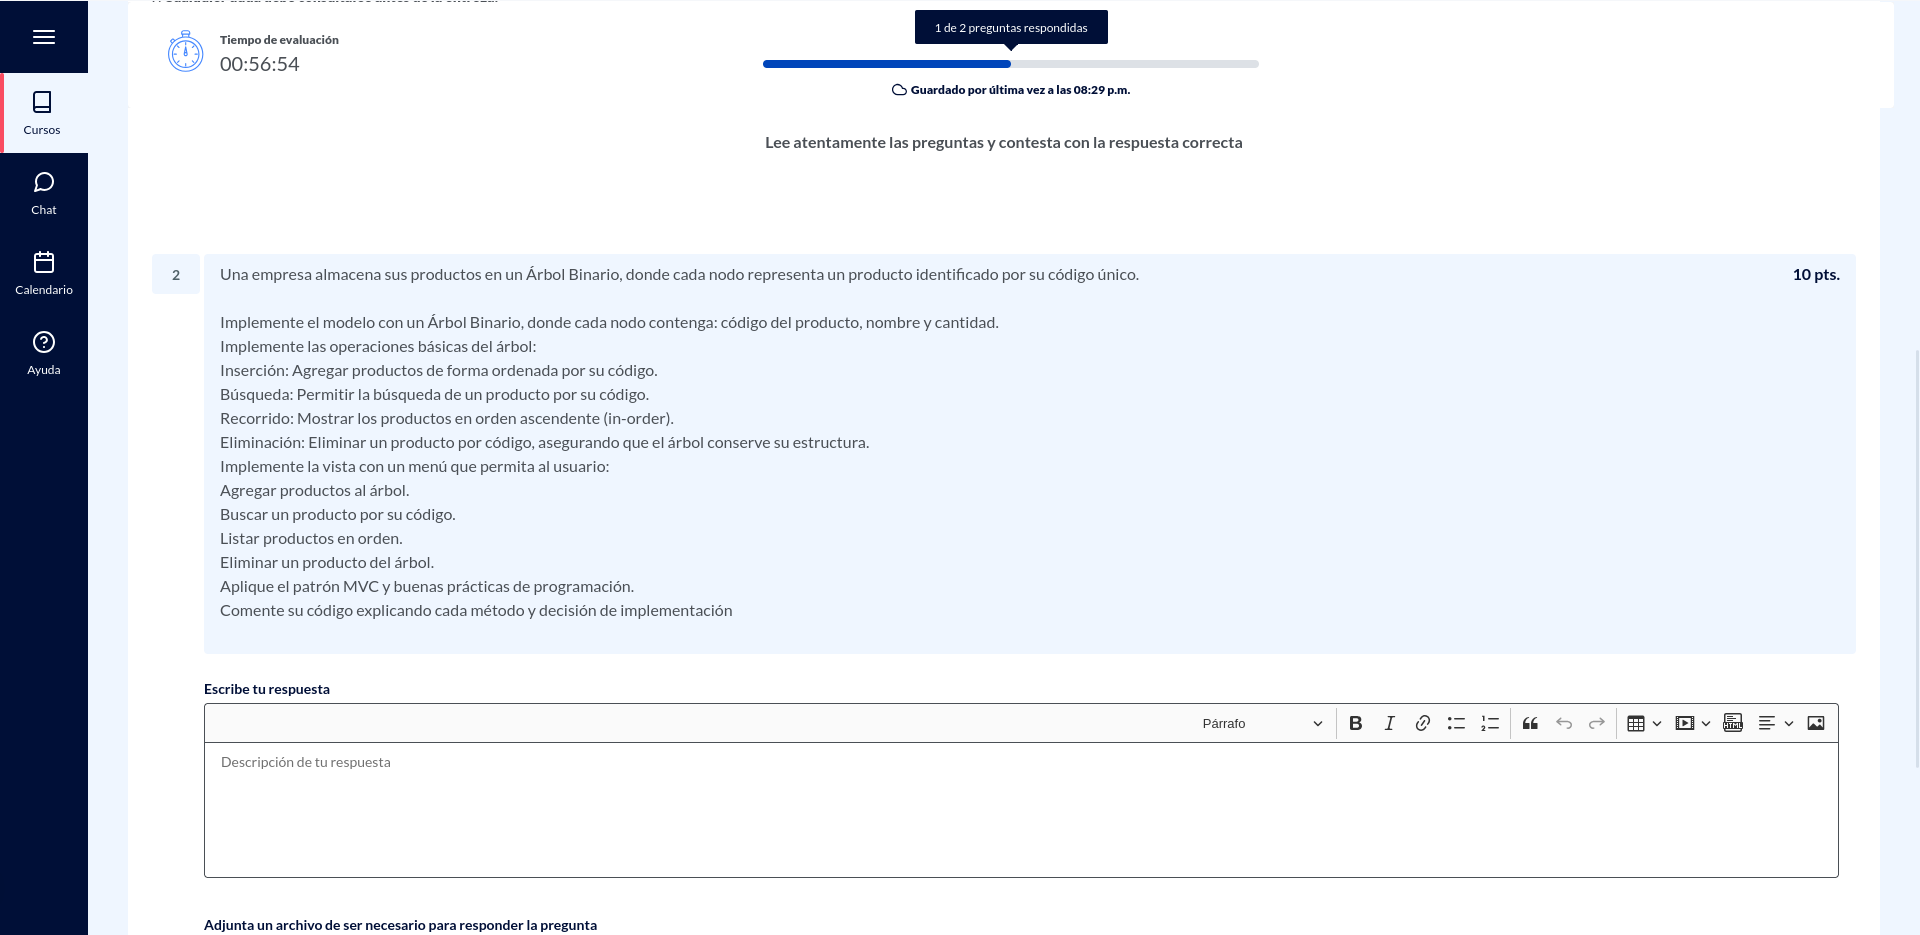 Cursos
Chat
Calendario
Ayuda
Tiempo de evaluación
00:56:54
1 de 2 preguntas respondidas
Guardado por última vez a las 08:29 p.m.
Lee atentamente las preguntas y contesta con la respuesta correcta
2
Una empresa almacena sus productos en un Árbol Binario, donde cada nodo representa un producto identificado por su código único.
10 pts.
Implemente el modelo con un Árbol Binario, donde cada nodo contenga: código del producto, nombre y cantidad.
Implemente las operaciones básicas del árbol:
Inserción: Agregar productos de forma ordenada por su código.
Búsqueda: Permitir la búsqueda de un producto por su código.
Recorrido: Mostrar los productos en orden ascendente (in-order).
Eliminación: Eliminar un producto por código, asegurando que el árbol conserve su estructura.
Implemente la vista con un menú que permita al usuario:
Agregar productos al árbol.
Buscar un producto por su código.
Listar productos en orden.
Eliminar un producto del árbol.
Aplique el patrón MVC y buenas prácticas de programación.
Comente su código explicando cada método y decisión de implementación
Escribe tu respuesta
Párrafo
Descripción de tu respuesta
Adjunta un archivo de ser necesario para responder la pregunta